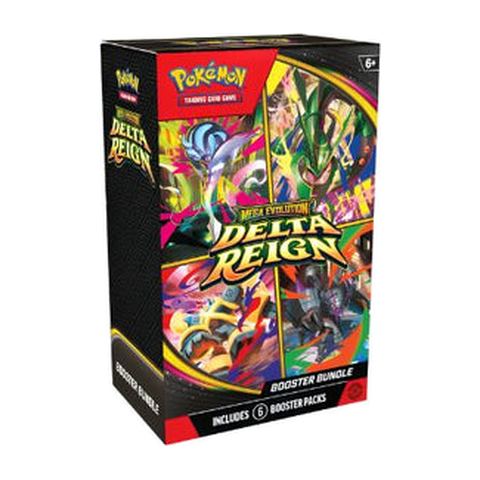 Pokémon
TRADING CARD GAME
6+
MEGA EVOLUTION
DELTA
REIGN
BOOSTER BUNDLE
INCLUDES 6 BOOSTER PACKS
Pokémon
DELTA
REIGN
BOOSTER BUNDLE